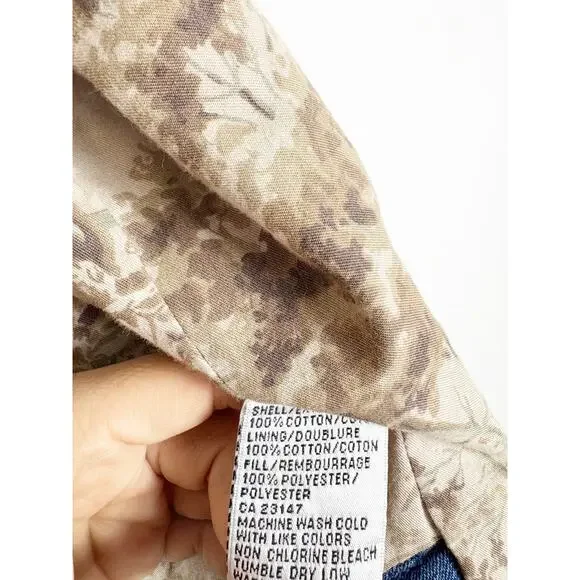 SHELL/
100% COTTON/
LINING/DOUBLURE
100% COTTON/COTON
FILL/REMBOURRAGE
100% POLYESTER/
POLYESTER
CA 23147
MACHINE WASH COLD
WITH LIKE COLORS
NON CHLORINE BLEACH
TUMBLE DRY LOW